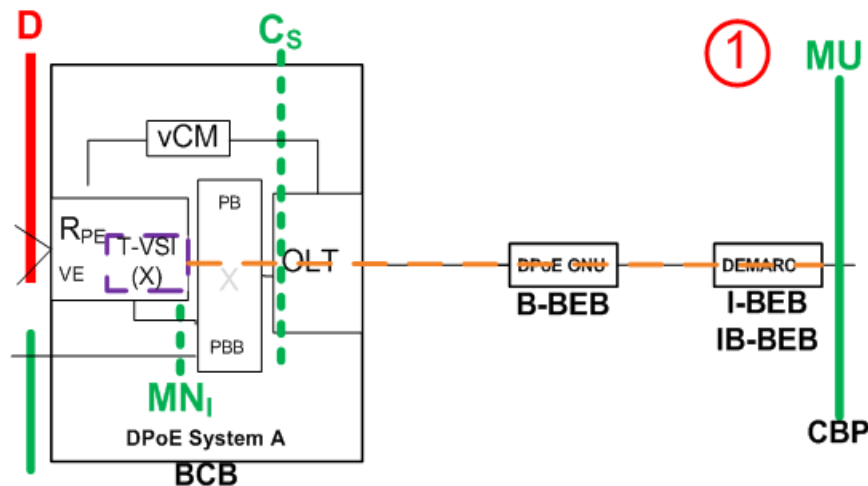 D
CS
1
MU
vCM
PB
RPE
T-VSI
OLT
VE
(X)
X
DPoE ONU
DEMARC
B-BEB
I-BEB
IB-BEB
PBB
MNI
CBP
DPoE System A
BCB